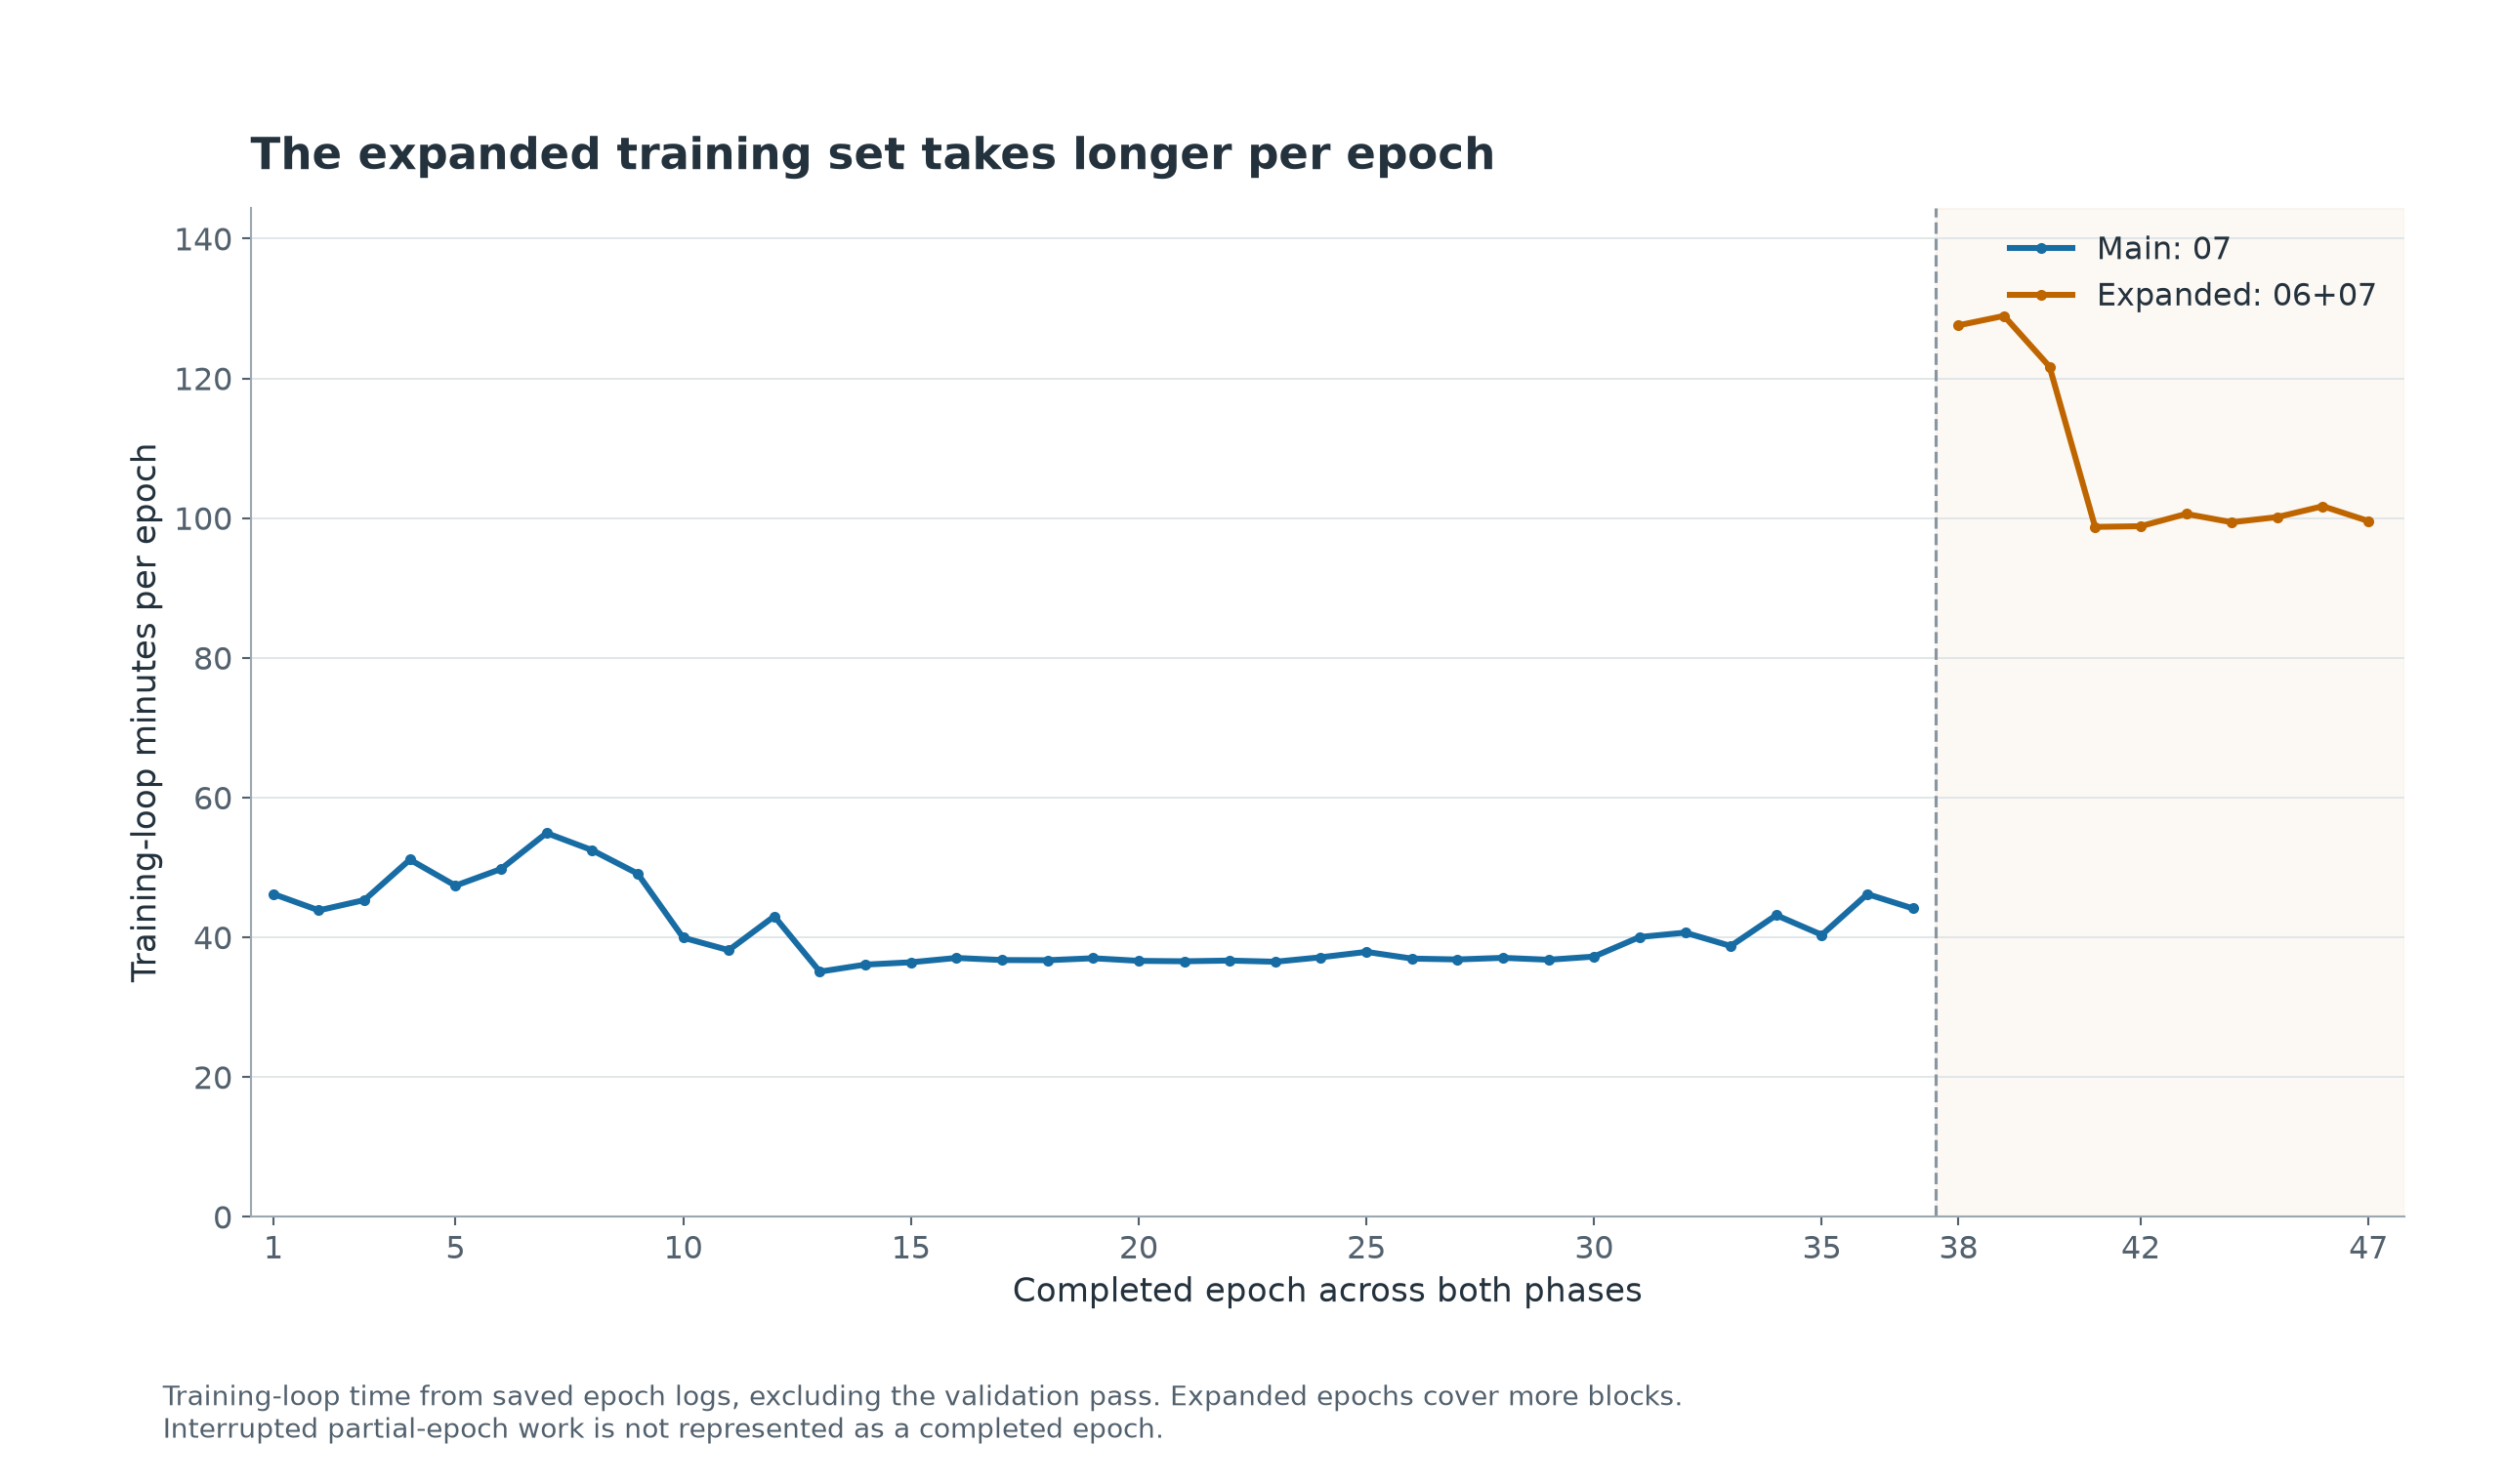 The expanded training set takes longer per epoch
Training-loop minutes per epoch
140
120
100
80
60
40
20
0
Main: 07
Expanded: 06+07
1 5 10 15 20 25 30 35 38 42 47
Completed epoch across both phases
Training-loop time from saved epoch logs, excluding the validation pass. Expanded epochs cover more blocks.
Interrupted partial-epoch work is not represented as a completed epoch.